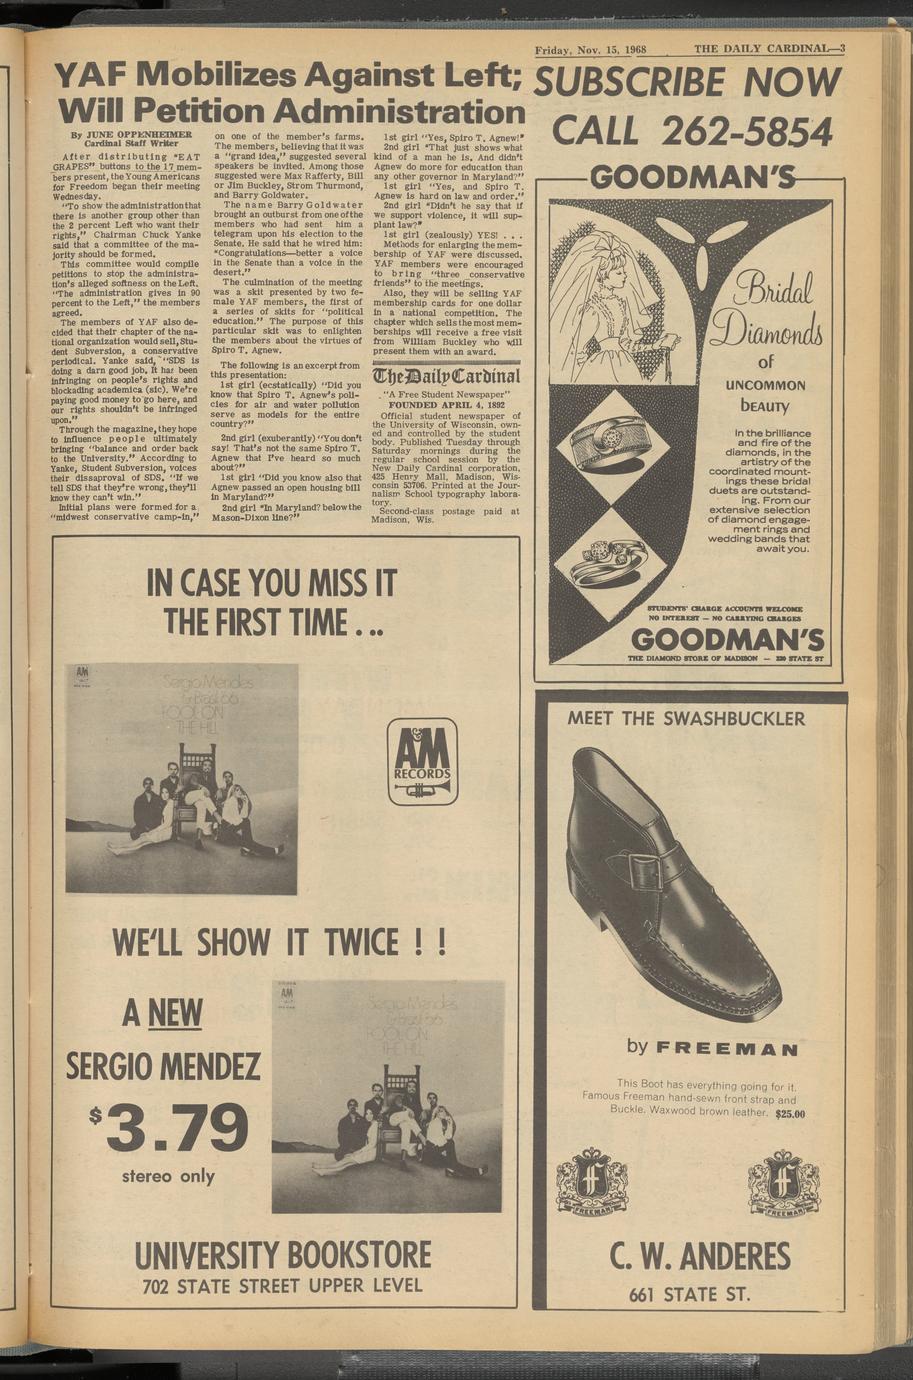 Friday, Nov. 15, 1968 THE DAILY CARDINAL—3
YAF Mobilizes Against Left;
Will Petition Administration
By JUNE OPPENHEIMER
Cardinal Staff Writer
After distributing "EAT
GRAPES" buttons to the 17 mem-
bers present, the Young Americans
for Freedom began their meeting
Wednesday.
"To show the administration that
there is another group other than
the 2 percent Left who want their
rights," Chairman Chuck Yanke
said that a committee of the ma-
jority should be formed.
This committee would compile
petitions to stop the administra-
tion's alleged softness on the Left.
"The administration gives in 90
percent to the Left," the members
agreed.
The members of YAF also de-
cided that their chapter of the na-
tional organization would sell, Stu-
dent Subversion, a conservative
periodical. Yanke said, "SDS is
doing a darn good job. It has been
infringing on people's rights and
blockading academica (sic). We're
paying good money to go here, and
our rights shouldn't be infringed
upon."
Through the magazine, they hope
to influence people ultimately
bringing "balance and order back
to the University." According to
Yanke, Student Subversion, voices
their dissaproval of SDS. "If we
tell SDS that they're wrong, they'll
know they can't win."
Initial plans were formed for a
"midwest conservative camp-in,"
on one of the member's farms.
The members, believing that it was
a "grand idea," suggested several
speakers be invited. Among those
suggested were Max Rafferty, Bill
or Jim Buckley, Strom Thurmond,
and Barry Goldwater.
The name Barry Goldwater
brought an outburst from one of the
members who had sent him a
telegram upon his election to the
Senate. He said that he wired him:
"Congratulations—better a voice
in the Senate than a voice in the
desert."
The culmination of the meeting
was a skit presented by two fe-
male YAF members, the first of
a series of skits for "political
education." The purpose of this
particular skit was to enlighten
the members about the virtues of
Spiro T. Agnew.
The following is an excerpt from
this presentation:
1st girl (ecstatically) "Did you
know that Spiro T. Agnew's poli-
cies for air and water pollution
serve as models for the entire
country?"
2nd girl (exuberantly) "You don't
say! That's not the same Spiro T.
Agnew that I've heard so much
about?"
1st girl "Did you know also that
Agnew passed an open housing bill
in Maryland?"
2nd girl "In Maryland? below the
Mason-Dixon line?"
1st girl "Yes, Spiro T. Agnew!"
2nd girl "That just shows what
kind of a man he is. And didn't
Agnew do more for education than
any other governor in Maryland?"
1st girl "Yes, and Spiro T.
Agnew is hard on law and order."
2nd girl "Didn't he say that if
we support violence, it will sup-
plant law?"
1st girl (zealously) YES! . . .
Methods for enlarging the mem-
bership of YAF were discussed.
YAF members were encouraged
to bring "three conservative
friends" to the meetings.
Also, they will be selling YAF
membership cards for one dollar
in a national competition. The
chapter which sells the most mem-
berships will receive a free visit
from William Buckley who will
present them with an award.
The Daily Cardinal
"A Free Student Newspaper"
FOUNDED APRIL 4, 1892
Official student newspaper of
the University of Wisconsin, own-
ed and controlled by the student
body. Published Tuesday through
Saturday mornings during the
regular school session by the
New Daily Cardinal corporation,
425 Henry Mall, Madison, Wis-
consin 53706. Printed at the Jour-
nalism School typography labora-
tory.
Second-class postage paid at
Madison, Wis.
SUBSCRIBE NOW
CALL 262-5854
GOODMAN'S
Bridal
Diamonds
of
UNCOMMON
bEAUTY
In the brilliance
and fire of the
diamonds, in the
artistry of the
coordinated mount-
ings these bridal
duets are outstand-
ing. From our
extensive selection
of diamond engage-
ment rings and
wedding bands that
await you.
STUDENTS' CHARGE ACCOUNTS WELCOME
NO INTEREST — NO CARRYING CHARGES
GOODMAN'S
THE DIAMOND STORE OF MADISON — 220 STATE ST
IN CASE YOU MISS IT
THE FIRST TIME . . .
A&M
Sergio Mendes
& Brasil '66
FOOL ON
THE HILL
A&M
RECORDS
WE'LL SHOW IT TWICE ! !
A NEW
SERGIO MENDEZ
$3.79
stereo only
A&M
Sergio Mendes
& Brasil '66
FOOL ON
THE HILL
UNIVERSITY BOOKSTORE
702 STATE STREET UPPER LEVEL
MEET THE SWASHBUCKLER
by FREEMAN
This Boot has everything going for it.
Famous Freeman hand-sewn front strap and
Buckle. Waxwood brown leather. $25.00
FREEMAN
FREEMAN
C. W. ANDERES
661 STATE ST.